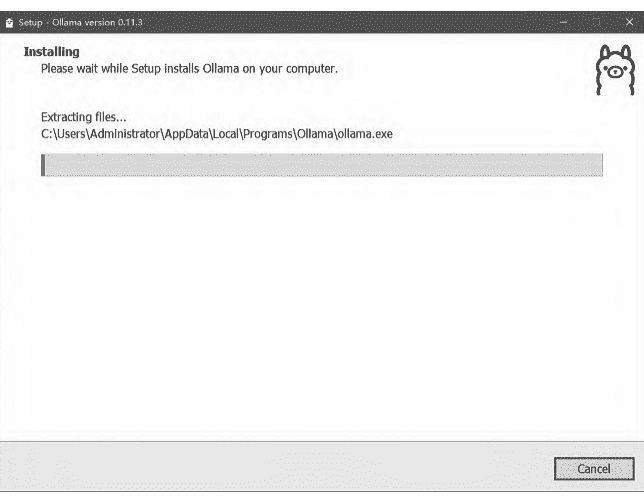 Setup - Ollama version 0.11.3
Installing
Please wait while Setup installs Ollama on your computer.
Extracting files...
C:\Users\Administrator\AppData\Local\Programs\Ollama\ollama.exe
Cancel